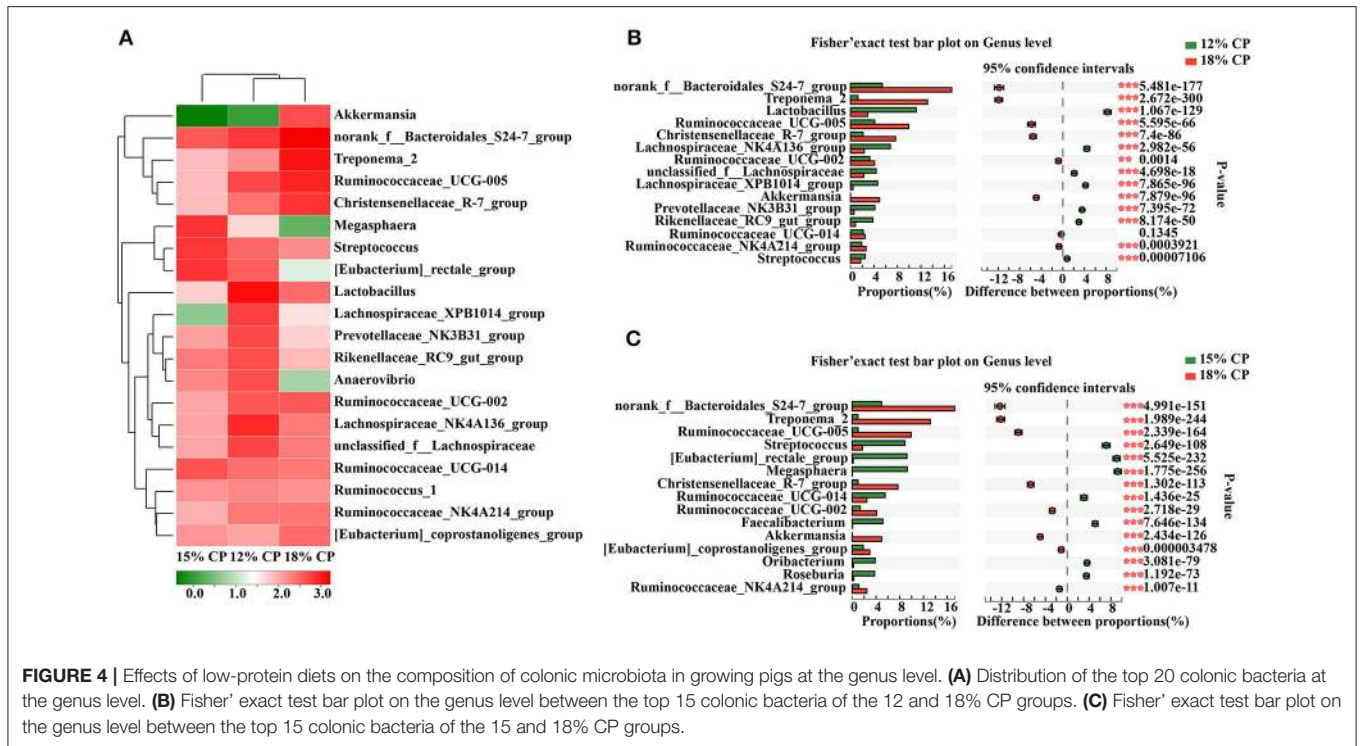 A
Akkermansia
norank_f__Bacteroidales_S24-7_group
Treponema_2
Ruminococcaceae_UCG-005
Christensenellaceae_R-7_group
Megasphaera
Streptococcus
[Eubacterium]_rectale_group
Lactobacillus
Lachnospiraceae_XPB1014_group
Prevotellaceae_NK3B31_group
Rikenellaceae_RC9_gut_group
Anaerovibrio
Ruminococcaceae_UCG-002
Lachnospiraceae_NK4A136_group
unclassified_f__Lachnospiraceae
Ruminococcaceae_UCG-014
Ruminococcus_1
Ruminococcaceae_NK4A214_group
[Eubacterium]_coprostanoligenes_group
15% CP 12% CP 18% CP
0.0 1.0 2.0 3.0
B
Fisher'exact test bar plot on Genus level
12% CP
18% CP
95% confidence intervals
norank_f__Bacteroidales_S24-7_group ***5.481e-177
Treponema_2 ***2.672e-300
Lactobacillus ***1.067e-129
Ruminococcaceae_UCG-005 ***5.595e-66
Christensenellaceae_R-7_group ***7.4e-86
Lachnospiraceae_NK4A136_group ***2.982e-56
Ruminococcaceae_UCG-002 ** 0.0014
unclassified_f__Lachnospiraceae ***4.698e-18
Lachnospiraceae_XPB1014_group ***7.865e-96
Akkermansia ***7.879e-96
Prevotellaceae_NK3B31_group ***7.395e-72
Rikenellaceae_RC9_gut_group ***8.174e-50
Ruminococcaceae_UCG-014 0.1345
Ruminococcaceae_NK4A214_group ***0.0003921
Streptococcus ***0.00007106
P-value
0 4 8 12 16 -12 -8 -4 0 4 8
Proportions(%) Difference between proportions(%)
C
Fisher'exact test bar plot on Genus level
15% CP
18% CP
95% confidence intervals
norank_f__Bacteroidales_S24-7_group ***4.991e-151
Treponema_2 ***1.989e-244
Ruminococcaceae_UCG-005 ***2.339e-164
Streptococcus ***2.649e-108
[Eubacterium]_rectale_group ***5.525e-232
Megasphaera ***1.775e-256
Christensenellaceae_R-7_group ***1.302e-113
Ruminococcaceae_UCG-014 ***1.436e-25
Ruminococcaceae_UCG-002 ***2.718e-29
Faecalibacterium ***7.646e-134
Akkermansia ***2.434e-126
[Eubacterium]_coprostanoligenes_group ***0.000003478
Oribacterium ***3.081e-79
Roseburia ***1.192e-73
Ruminococcaceae_NK4A214_group ***1.007e-11
P-value
0 4 8 12 16 -12 -8 -4 0 4 8
Proportions(%) Difference between proportions(%)
FIGURE 4 | Effects of low-protein diets on the composition of colonic microbiota in growing pigs at the genus level. (A) Distribution of the top 20 colonic bacteria at
the genus level. (B) Fisher' exact test bar plot on the genus level between the top 15 colonic bacteria of the 12 and 18% CP groups. (C) Fisher' exact test bar plot on
the genus level between the top 15 colonic bacteria of the 15 and 18% CP groups.